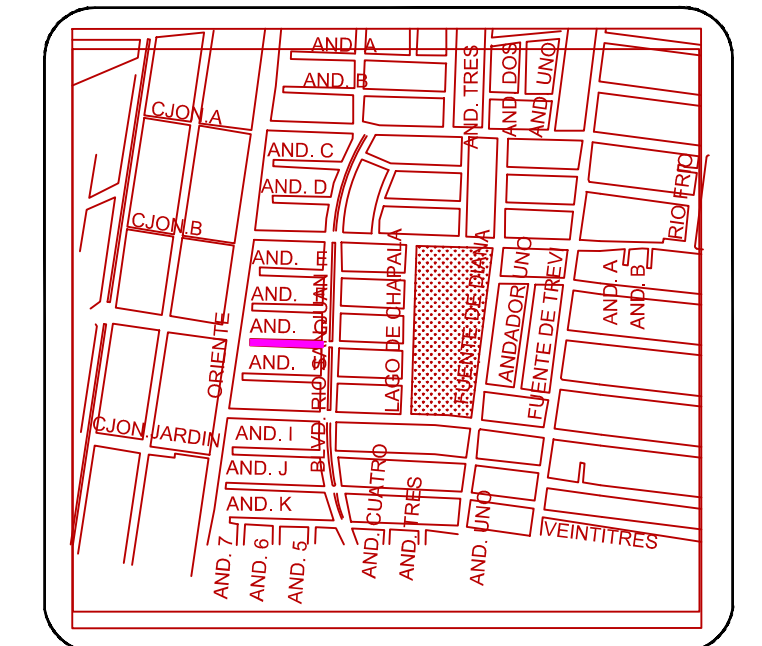 AND. A
AND. B
AND. TRES
AND DOS
AND UNO
CJON.A
AND. C
AND. D
RIO FRIO
CJON.B
AND. E
AND.
AND.
AND.
ORIENTE
BLVD. RIO SAN JUAN
LAGO DE CHAPALA
FUENTE DE DIANA
ANDADOR UNO
FUENTE DE TREVI
AND. A
AND. B
CJON.JARDIN
AND. I
AND. J
AND. K
AND. 7
AND. 6
AND. 5
AND. CUATRO
AND. TRES
AND. UNO
VEINTITRES